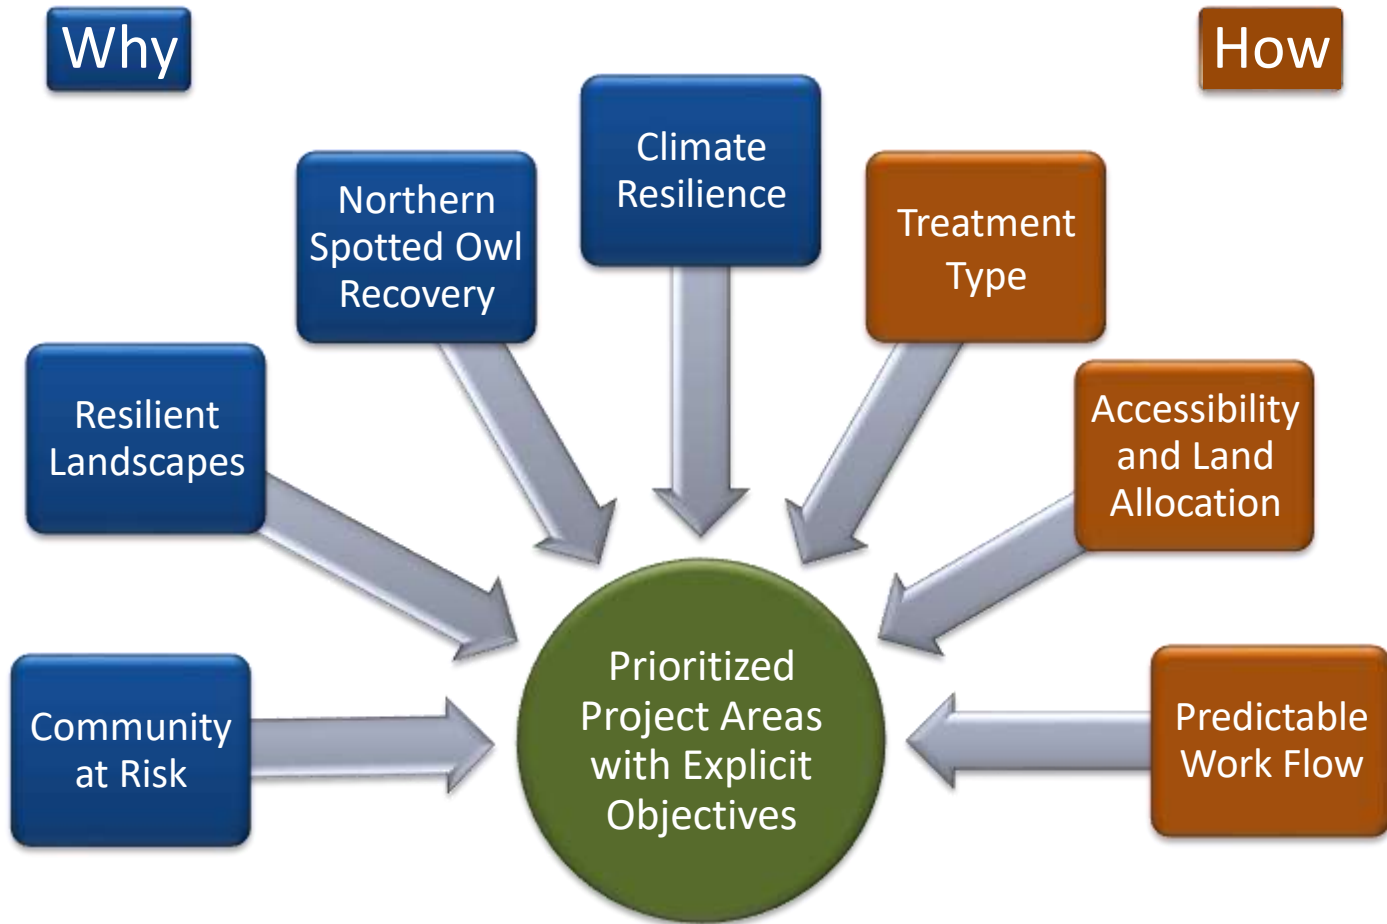 Why
How
Climate
Resilience
Northern
Spotted Owl
Recovery
Treatment
Type
Resilient
Landscapes
Accessibility
and Land
Allocation
Community
at Risk
Prioritized
Project Areas
with Explicit
Objectives
Predictable
Work Flow